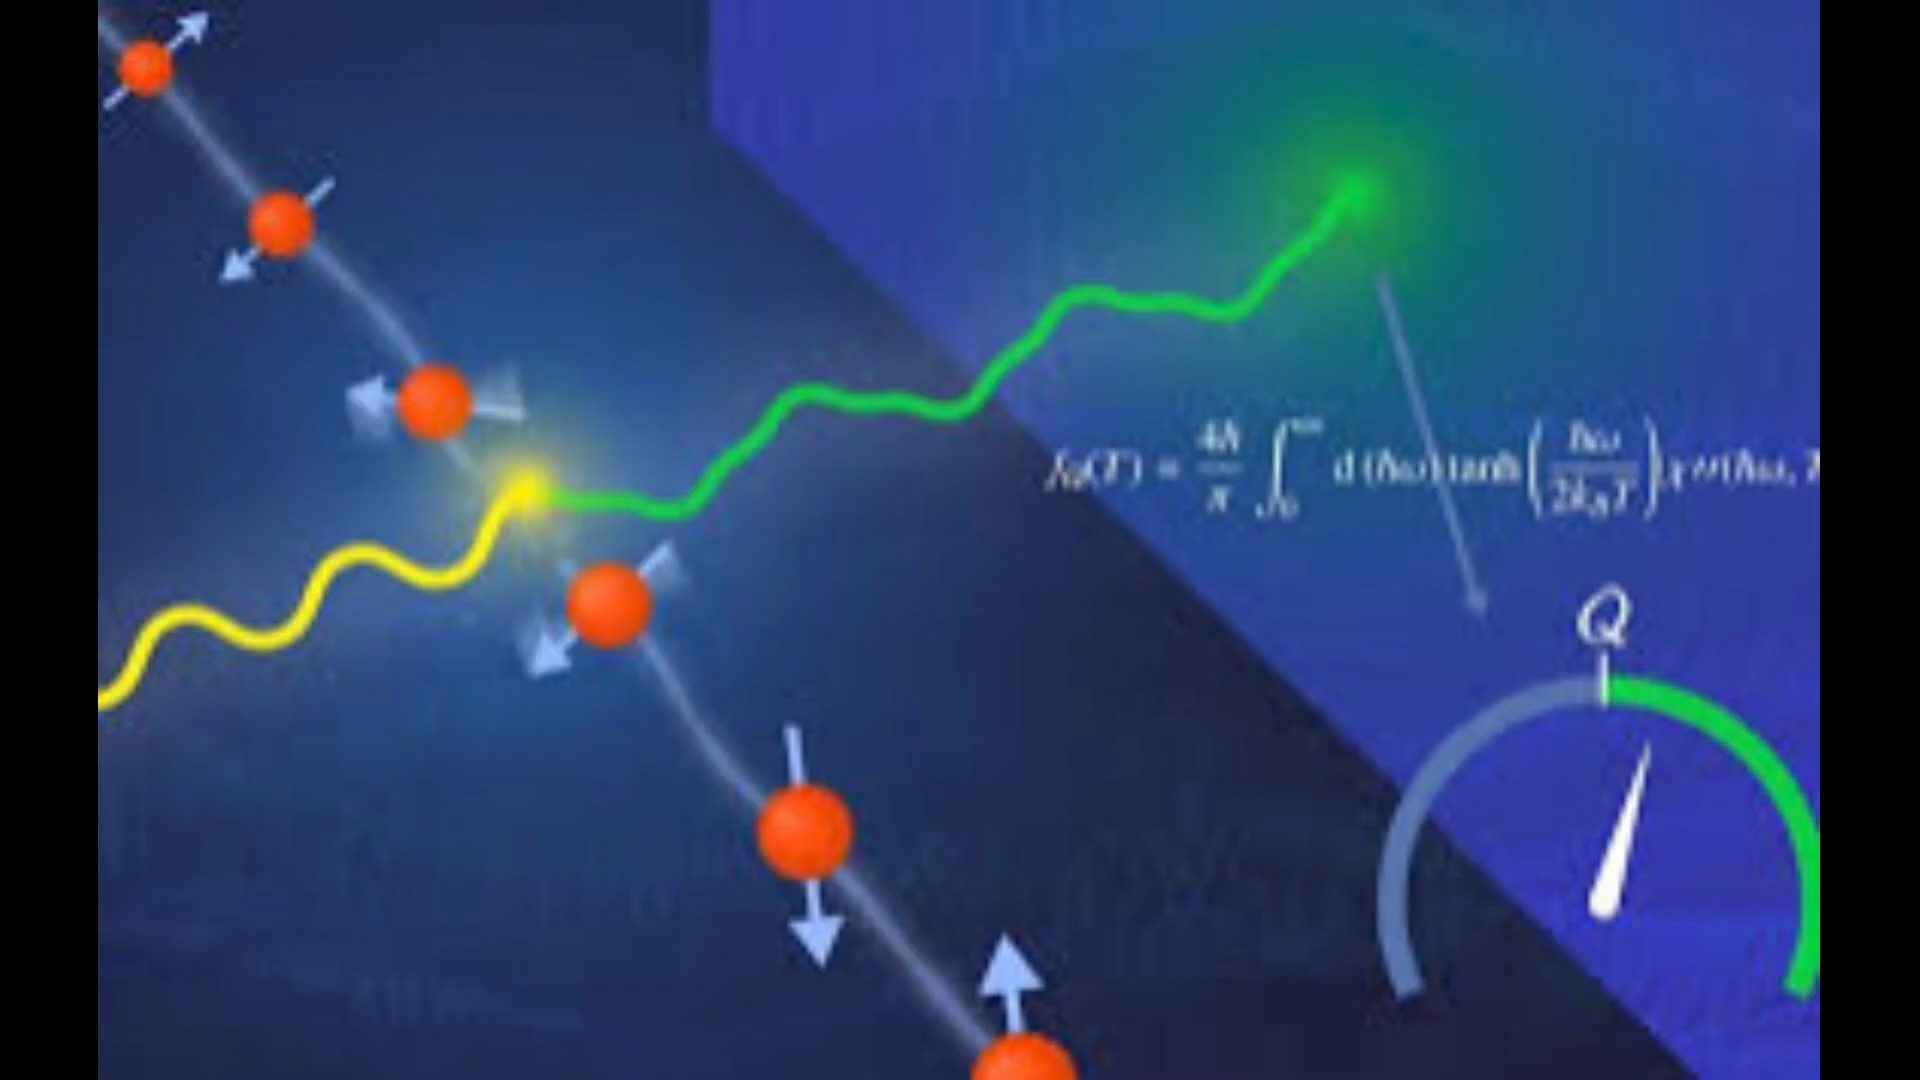 f_Q(T) = 4ħ/π ∫_0^∞ d(ħω) tanh(ħω/2k_BT) χ″(ħω, T
Q